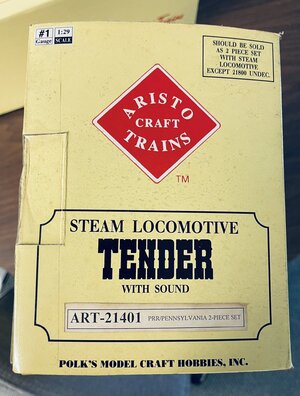 #1 1:29
Gauge SCALE
SHOULD BE SOLD
AS 2 PIECE SET
WITH STEAM
LOCOMOTIVE
EXCEPT 21800 UNDEC.
ARISTO
CRAFT
TRAINS
TM
STEAM LOCOMOTIVE
TENDER
WITH SOUND
ART-21401 PRR/PENNSYLVANIA 2-PIECE SET
POLK'S MODEL CRAFT HOBBIES, INC.